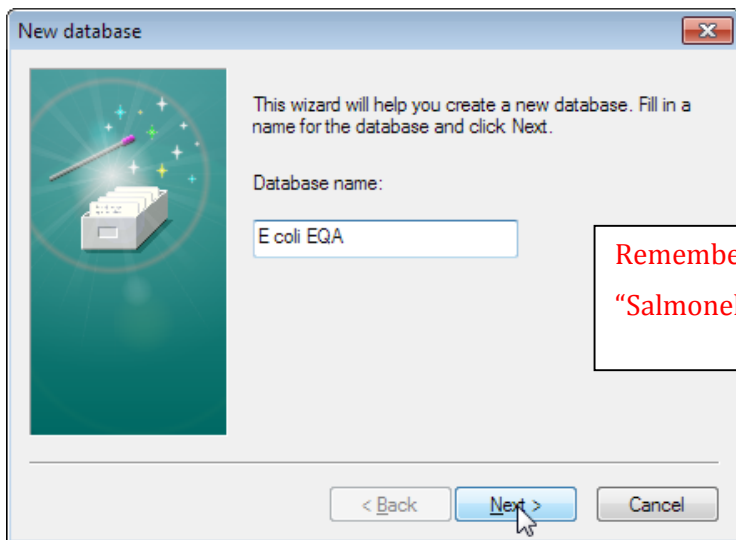 New database
This wizard will help you create a new database. Fill in a
name for the database and click Next.
Database name:
E coli EQA
< Back
Next >
Cancel